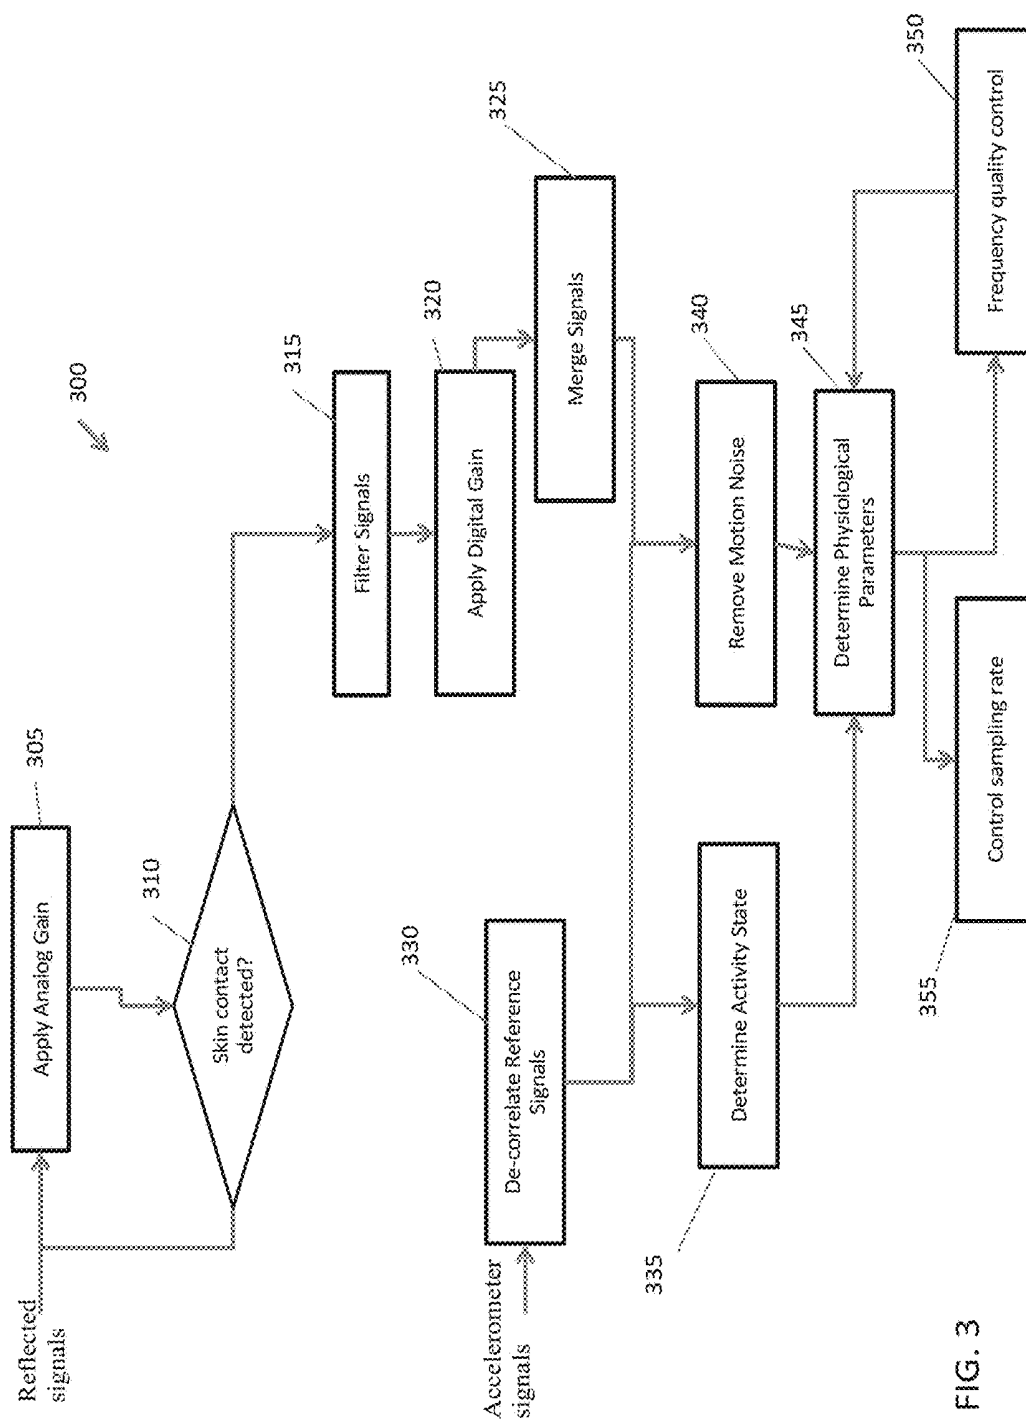 300
Reflected
signals
Apply Analog Gain
305
Skin contact
detected?
310
Filter Signals
315
Apply Digital Gain
320
Merge Signals
325
Accelerometer
signals
De-correlate Reference
Signals
330
Determine Activity State
335
Remove Motion Noise
340
Determine Physiological
Parameters
345
Frequency quality control
350
Control sampling rate
355
FIG. 3